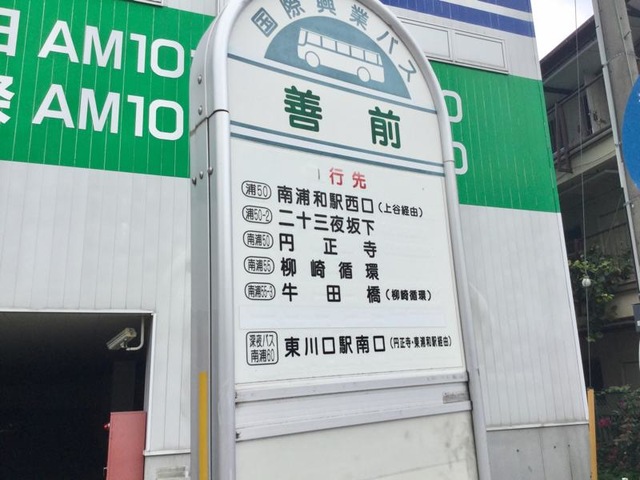 AM10
AM10
国際興業バス
善前
行先
浦50 南浦和駅西口(上谷経由)
浦50-2 二十三夜坂下
南浦50 円正寺
南浦55 柳崎循環
南浦55-3 牛田橋(柳崎循環)
深夜バス 南浦60 東川口駅南口(円正寺・東浦和駅経由)